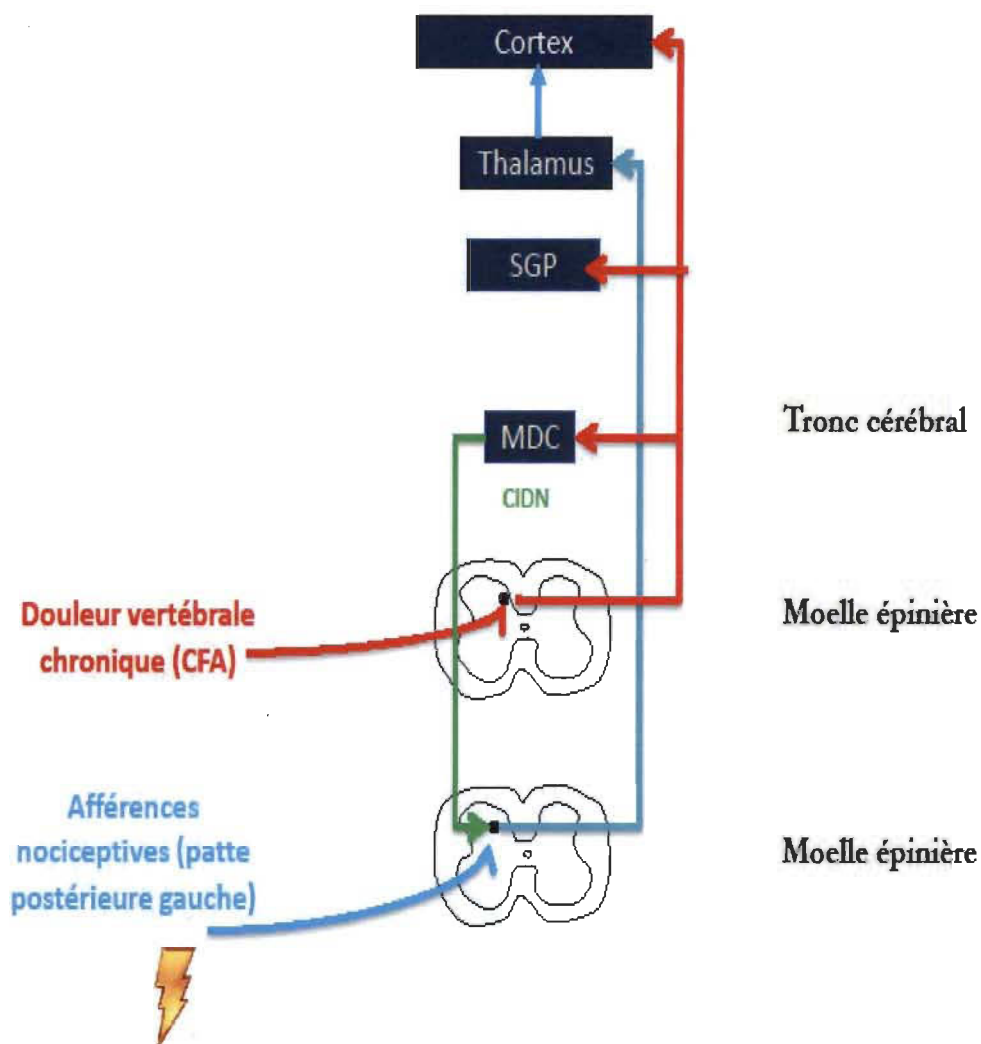 Cortex
Thalamus
SGP
Tronc cérébral
MDC
CIDN
Douleur vertébrale
chronique (CFA)
Moelle épinière
Afférences
nociceptives (patte
postérieure gauche)
Moelle épinière